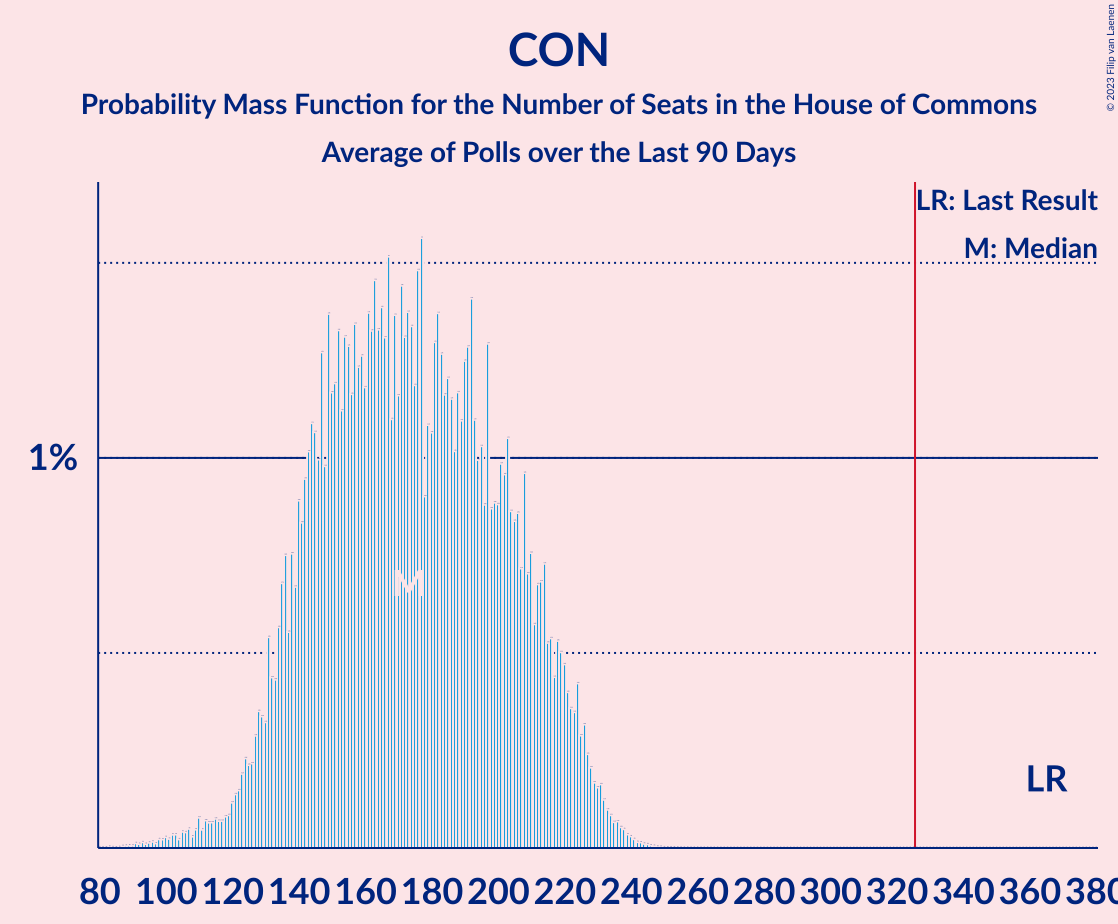 CON
Probability Mass Function for the Number of Seats in the House of Commons
Average of Polls over the Last 90 Days
© 2023 Filip van Laenen
LR: Last Result
M: Median
1%
M
LR
80 100 120 140 160 180 200 220 240 260 280 300 320 340 360 380